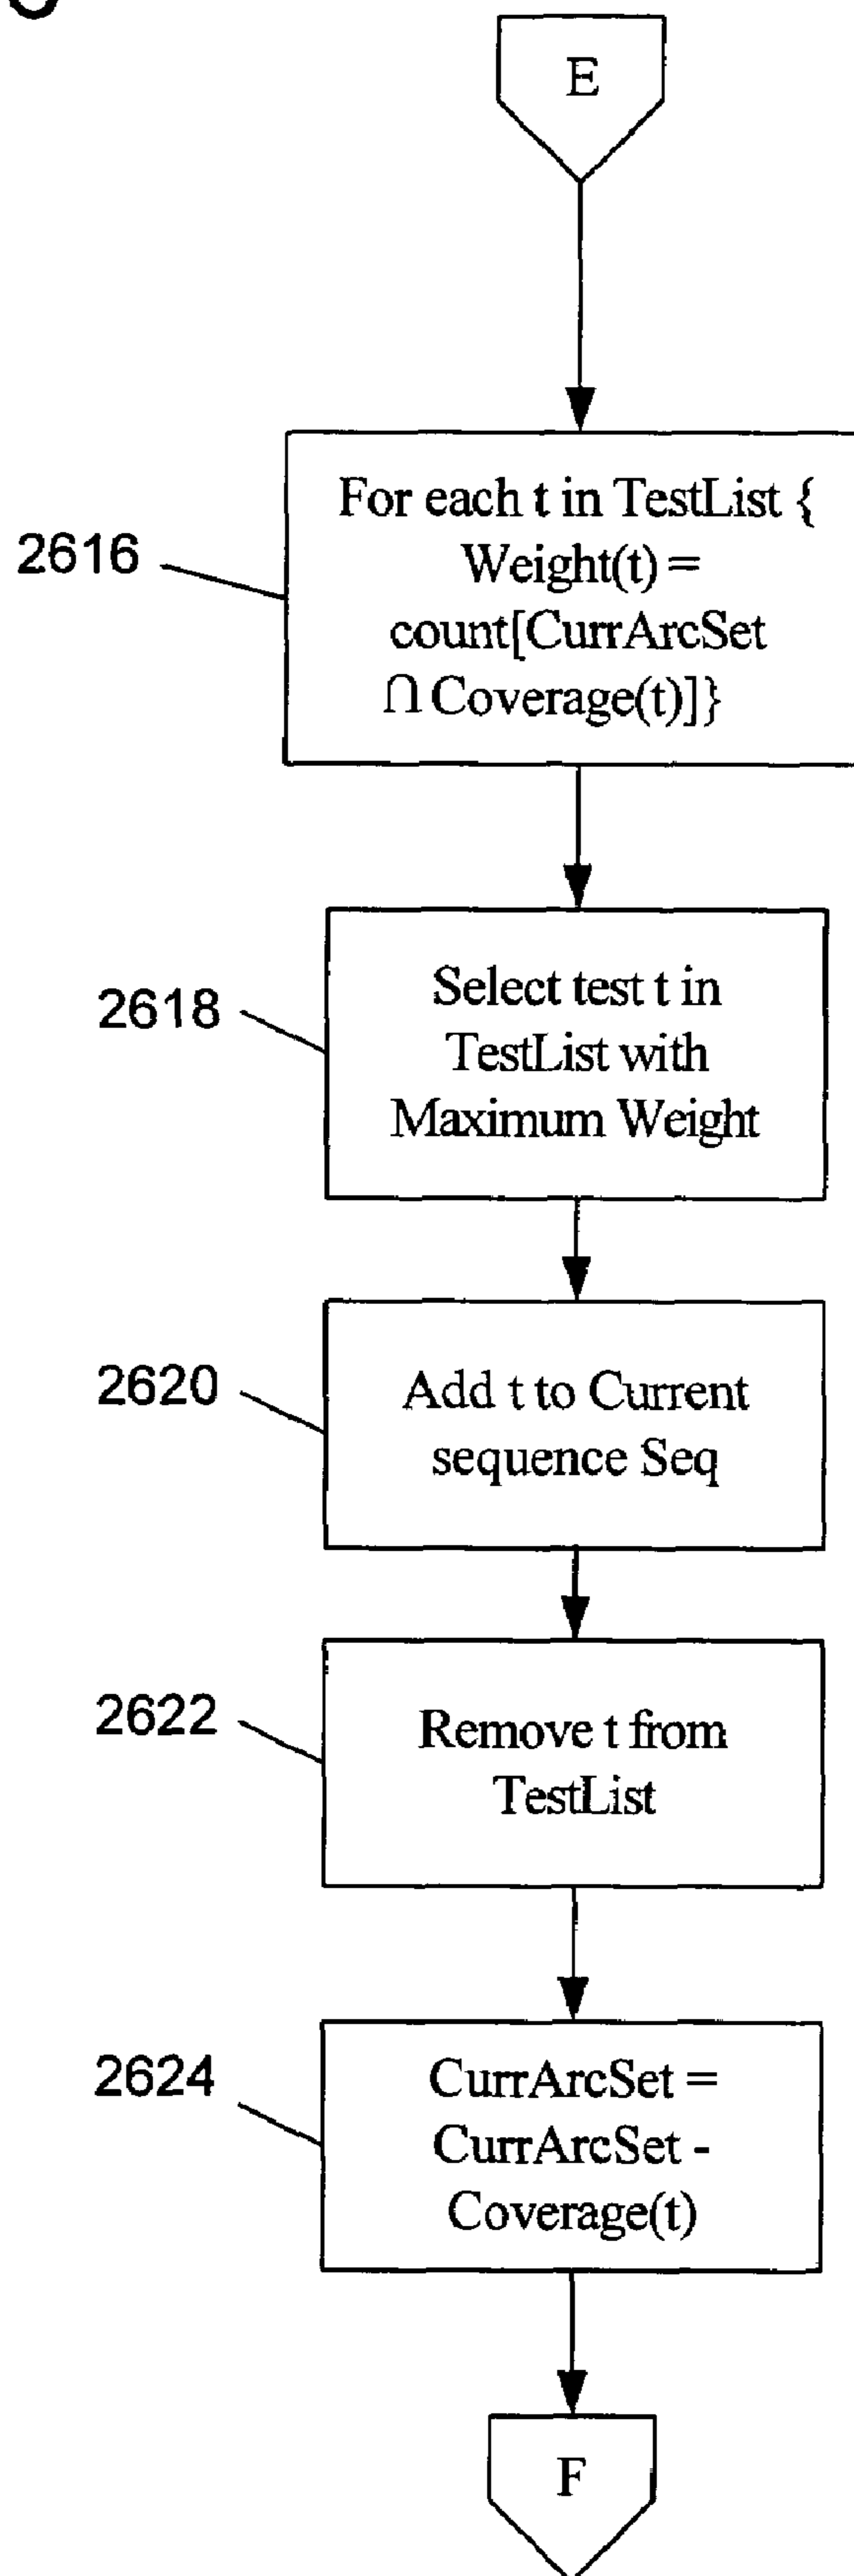 E
2616
For each t in TestList {
Weight(t) =
count[CurrArcSet
∩ Coverage(t)]}
2618
Select test t in
TestList with
Maximum Weight
2620
Add t to Current
sequence Seq
2622
Remove t from
TestList
2624
CurrArcSet =
CurrArcSet -
Coverage(t)
F